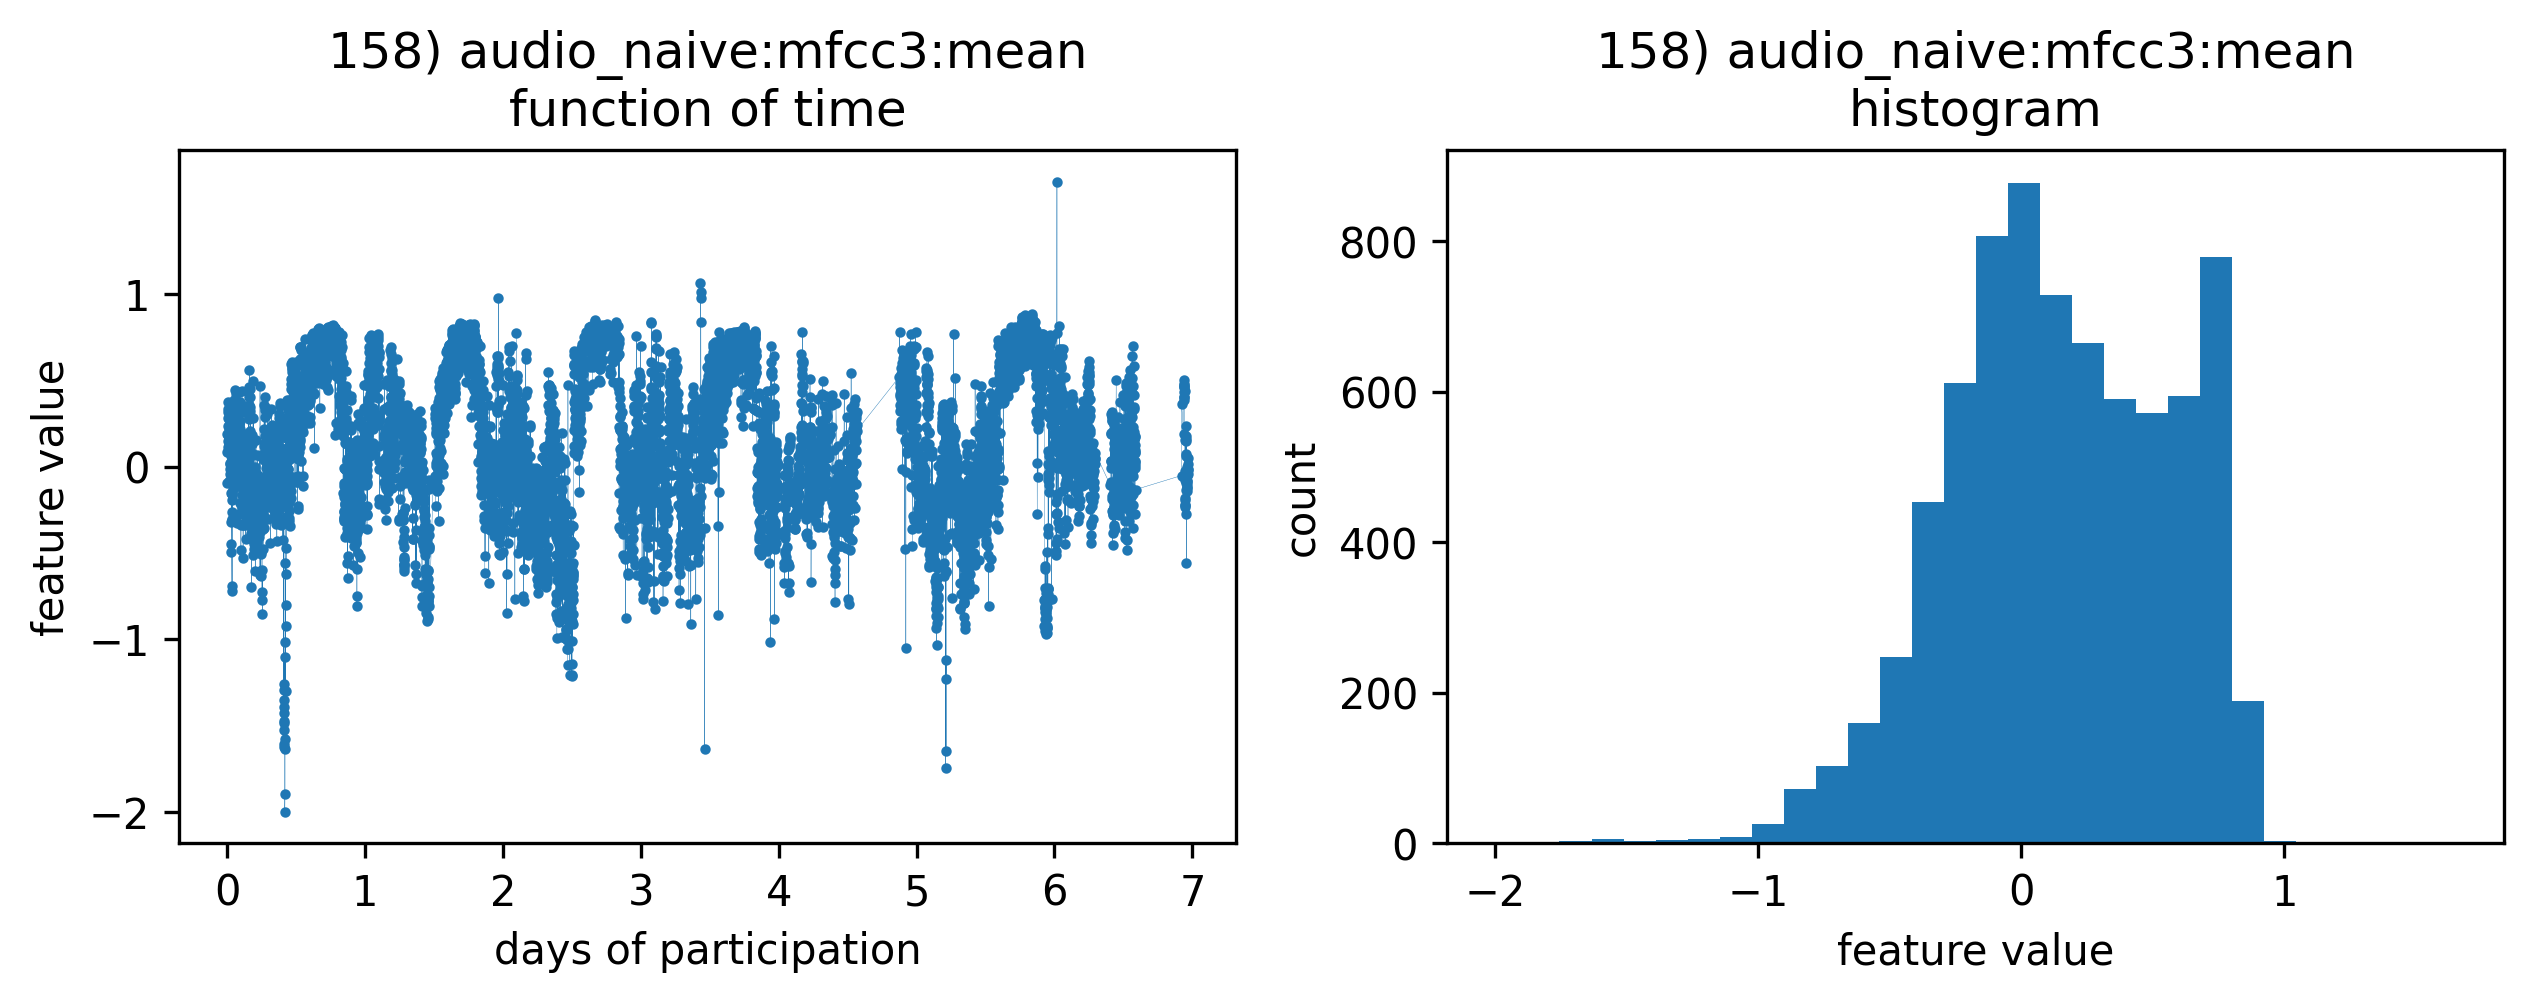 158) audio_naive:mfcc3:mean
function of time
feature value
1
0
−1
−2
0 1 2 3 4 5 6 7
days of participation
158) audio_naive:mfcc3:mean
histogram
count
800
600
400
200
0
−2 −1 0 1
feature value